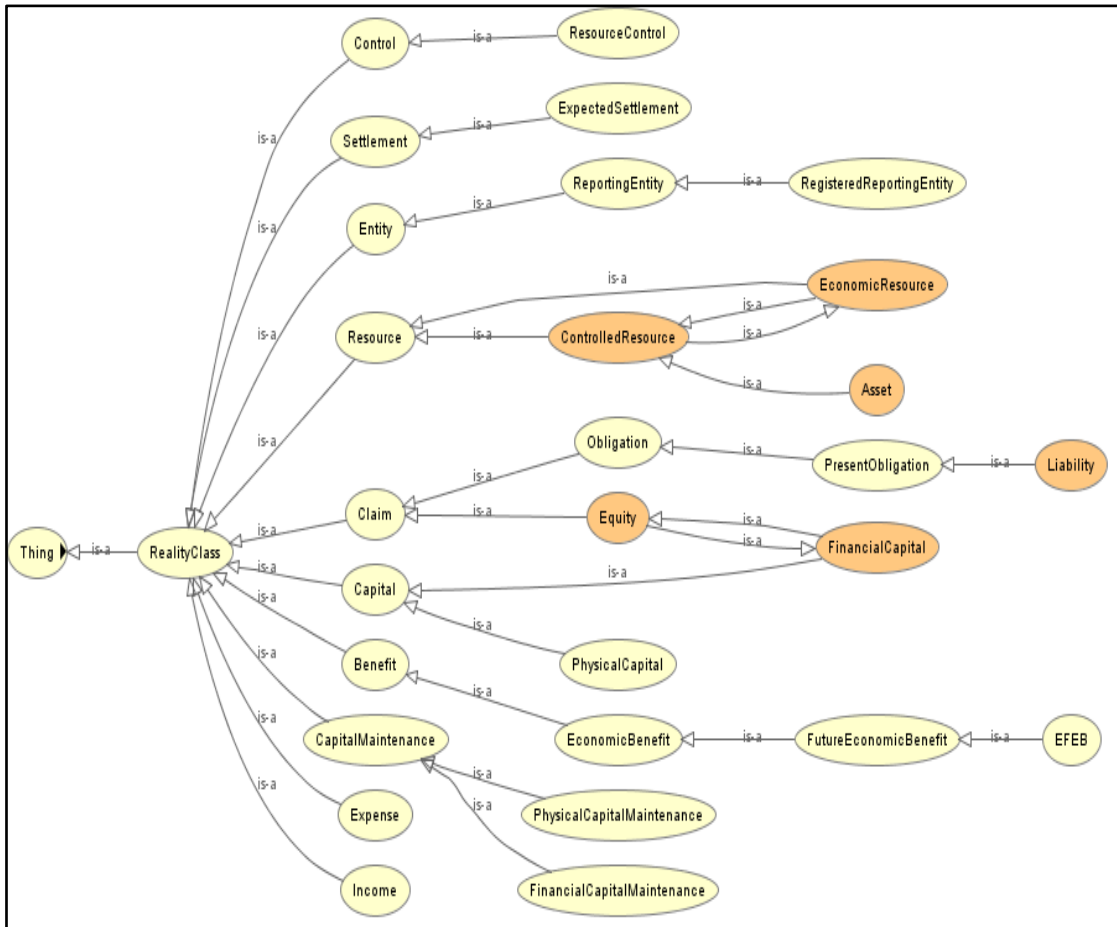 is-a
Control
ResourceControl
is-a
is-a
Settlement
ExpectedSettlement
is-a
is-a
Entity
ReportingEntity
is-a
RegisteredReportingEntity
is-a
is-a
EconomicResource
is-a
Resource
is-a
ControlledResource
is-a
is-a
Asset
is-a
Obligation
is-a
PresentObligation
is-a
Liability
is-a
Claim
is-a
Equity
is-a
is-a
FinancialCapital
Thing
is-a
RealityClass
is-a
is-a
Capital
is-a
is-a
PhysicalCapital
is-a
Benefit
is-a
EconomicBenefit
is-a
FutureEconomicBenefit
is-a
EFEB
is-a
CapitalMaintenance
is-a
PhysicalCapitalMaintenance
is-a
FinancialCapitalMaintenance
is-a
Expense
is-a
Income